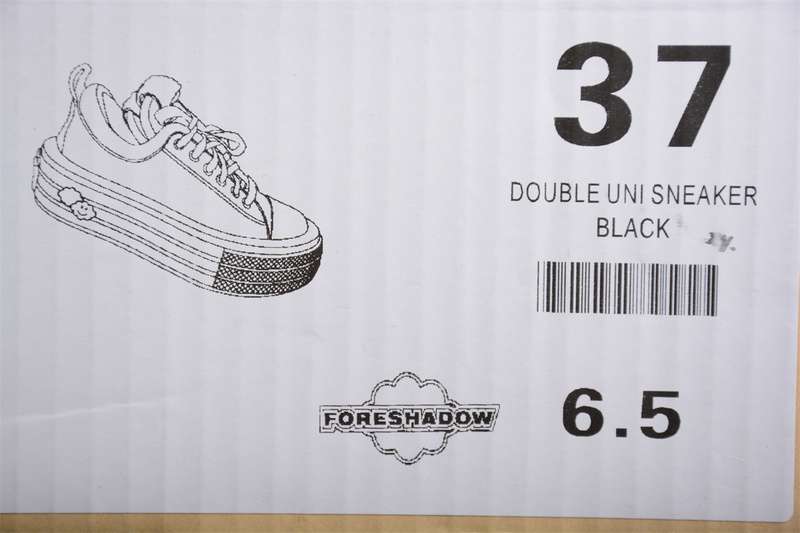 37
DOUBLE UNI SNEAKER
BLACK
FORESHADOW
6.5